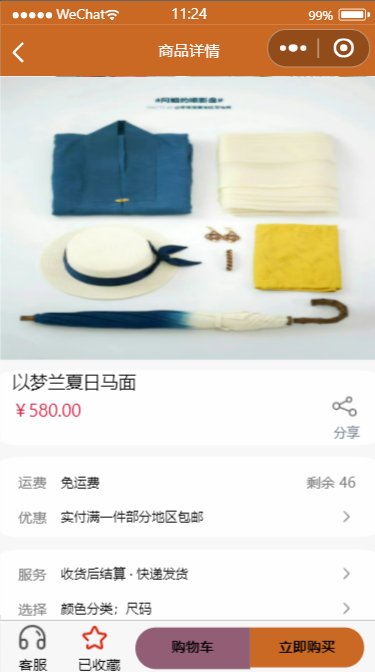 WeChat
11:24
99%
商品详情
以梦兰夏日马面
￥580.00
分享
运费 免运费 剩余 46
优惠 实付满一件部分地区包邮
服务 收货后结算 · 快递发货
选择 颜色分类；尺码
客服 已收藏 购物车 立即购买